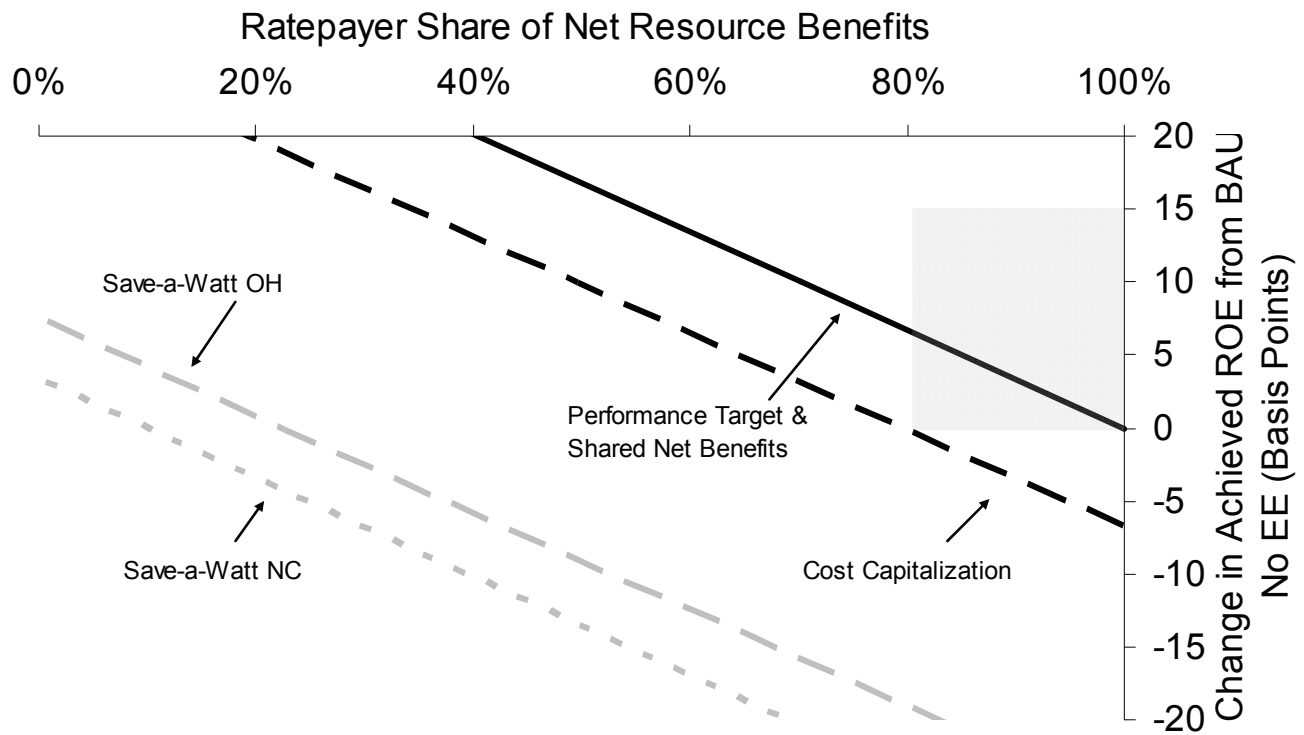 Ratepayer Share of Net Resource Benefits
0% 20% 40% 60% 80% 100%
20
15
10
5
0
-5
-10
-15
-20
Change in Achieved ROE from BAU
No EE (Basis Points)
Save-a-Watt OH
Performance Target &
Shared Net Benefits
Save-a-Watt NC
Cost Capitalization